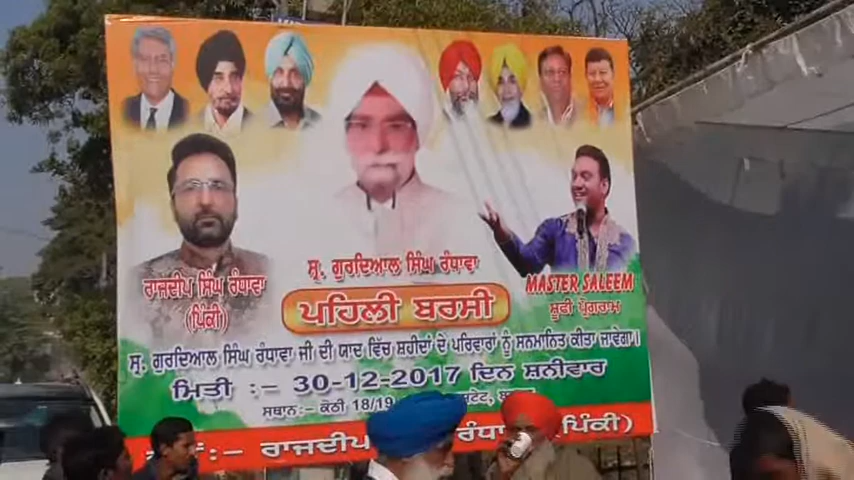 ਸ੍ਰ. ਗੁਰਦਿਆਲ ਸਿੰਘ ਰੰਧਾਵਾ
ਰਾਜਦੀਪ ਸਿੰਘ ਰੰਧਾਵਾ
(ਪਿੰਕੀ)
ਪਹਿਲੀ ਬਰਸੀ
MASTER SALEEM
ਸੂਫੀ ਪ੍ਰੋਗਰਾਮ
ਸ੍ਰ. ਗੁਰਦਿਆਲ ਸਿੰਘ ਰੰਧਾਵਾ ਜੀ ਦੀ ਯਾਦ ਵਿੱਚ ਸ਼ਹੀਦਾਂ ਦੇ ਪਰਿਵਾਰਾਂ ਨੂੰ ਸਨਮਾਨਿਤ ਕੀਤਾ ਜਾਵੇਗਾ।
ਮਿਤੀ :- 30-12-2017 ਦਿਨ ਸ਼ਨੀਵਾਰ
ਸਥਾਨ :- ਕੋਠੀ 18/19
:- ਰਾਜਦੀਪ ਸਿੰਘ ਰੰਧਾਵਾ (ਪਿੰਕੀ)